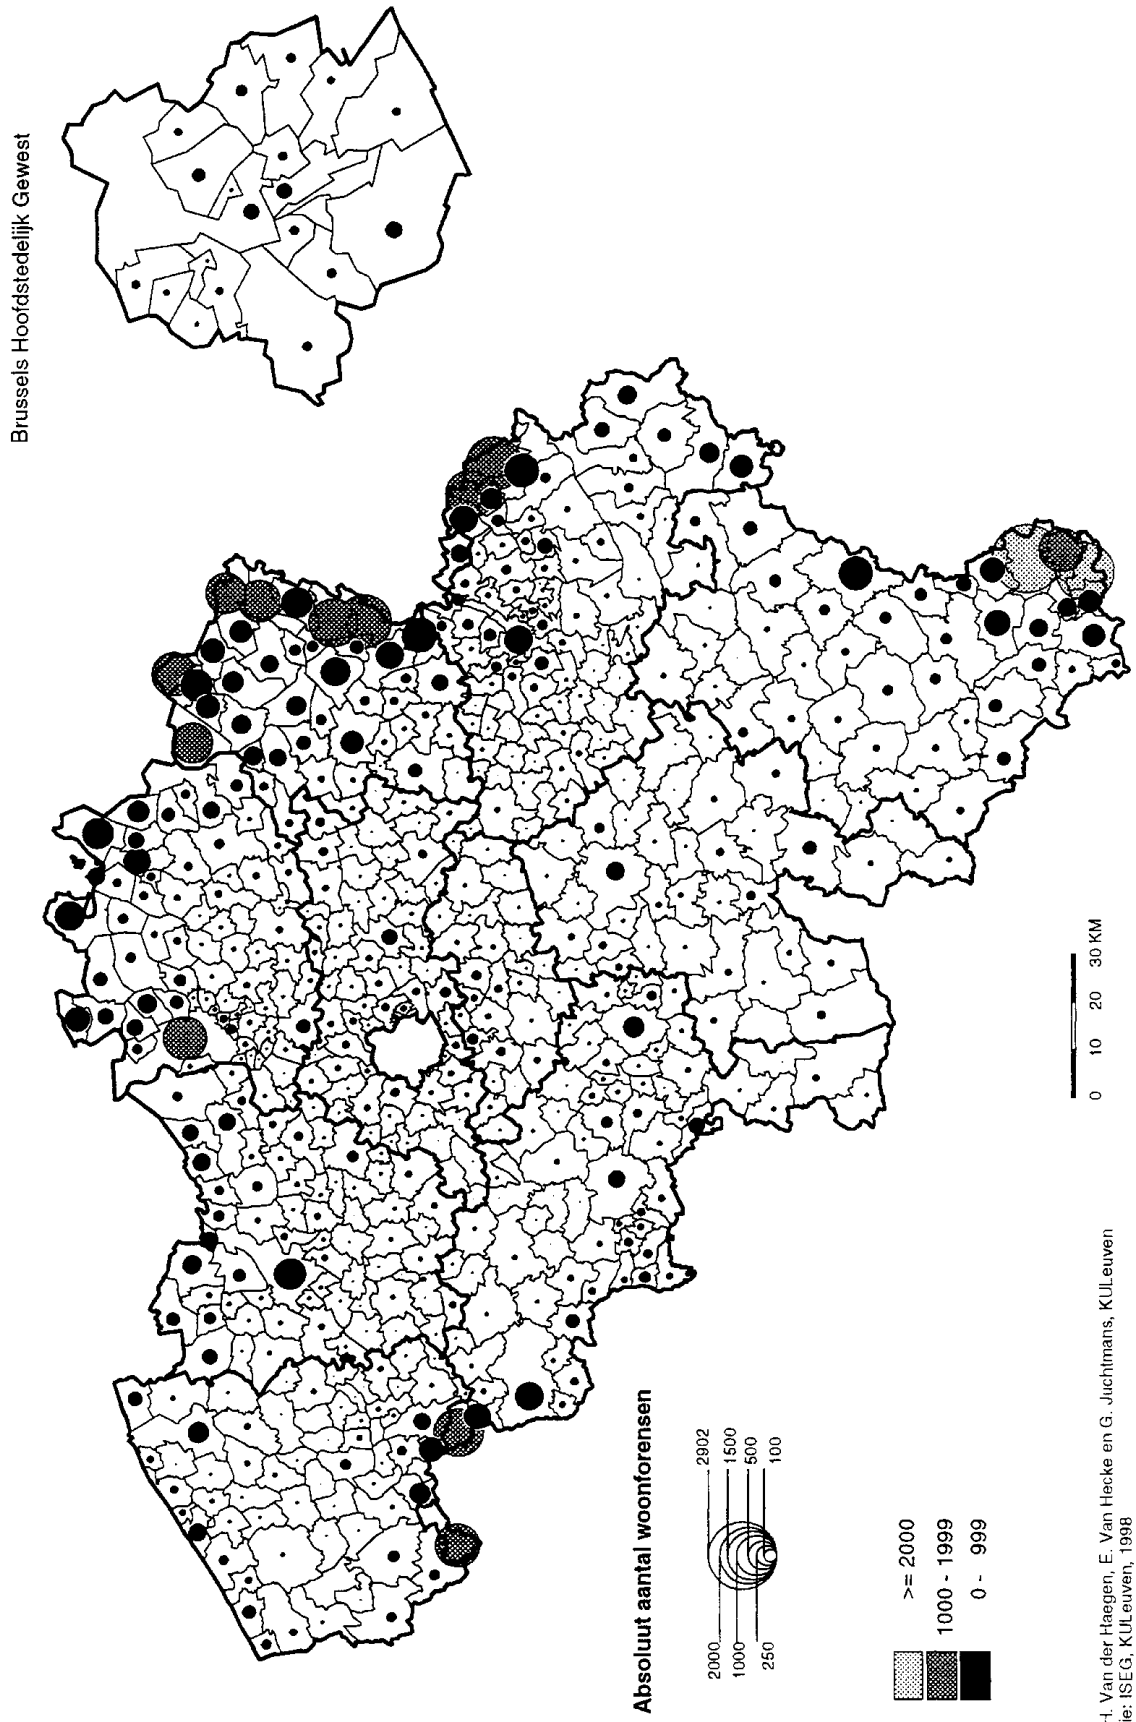 Brussels Hoofdstedelijk Gewest
Absoluut aantal woonforensen
2902
1500
500
100
2000
1000
250
>= 2000
1000 - 1999
0 - 999
0 10 20 30 KM
H. Van der Haegen, E. Van Hecke en G. Juchtmans, KULeuven
ie: ISEG, KULeuven, 1998